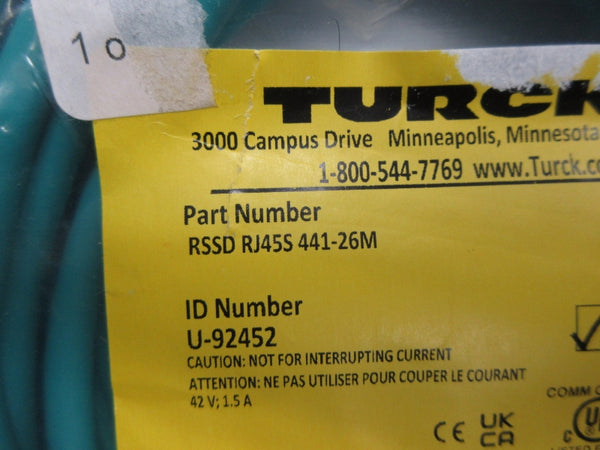 10
TURCK
3000 Campus Drive Minneapolis, Minnesota
1-800-544-7769 www.Turck.co
Part Number
RSSD RJ45S 441-26M
ID Number
U-92452
CAUTION: NOT FOR INTERRUPTING CURRENT
ATTENTION: NE PAS UTILISER POUR COUPER LE COURANT
42 V; 1.5 A
COMM
CE UK CA
C UL